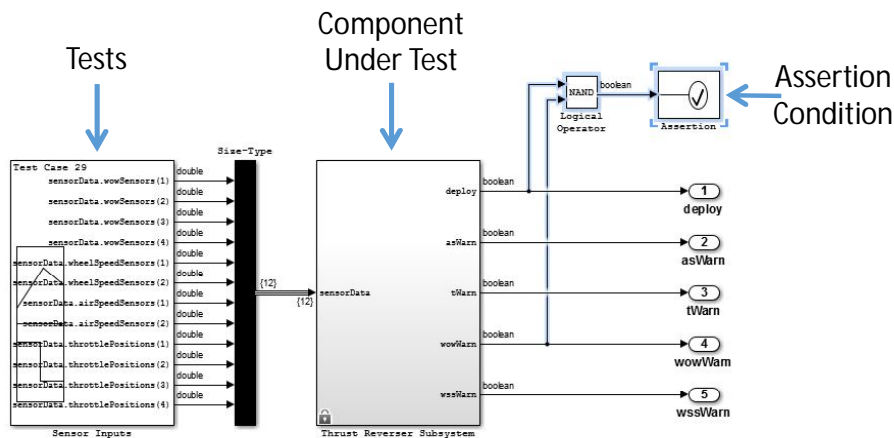 Tests
Component
Under Test
Assertion
Condition
NAND
boolean
Logical
Operator
Assertion
Size-Type
Test Case 29
sensorData.wowSensors(1)
double
sensorData.wowSensors(2)
double
sensorData.wowSensors(3)
double
sensorData.wowSensors(4)
double
sensorData.wheelSpeedSensors(1)
double
sensorData.wheelSpeedSensors(2)
double
sensorData.airSpeedSensors(1)
double
sensorData.airSpeedSensors(2)
double
sensorData.throttlePositions(1)
double
sensorData.throttlePositions(2)
double
sensorData.throttlePositions(3)
double
sensorData.throttlePositions(4)
double
Sensor Inputs
{12}
{12}
sensorData
deploy
boolean
1
deploy
asWarn
boolean
2
asWarn
tWarn
boolean
3
tWarn
wowWarn
boolean
4
wowWarn
wssWarn
boolean
5
wssWarn
Thrust Reverser Subsystem